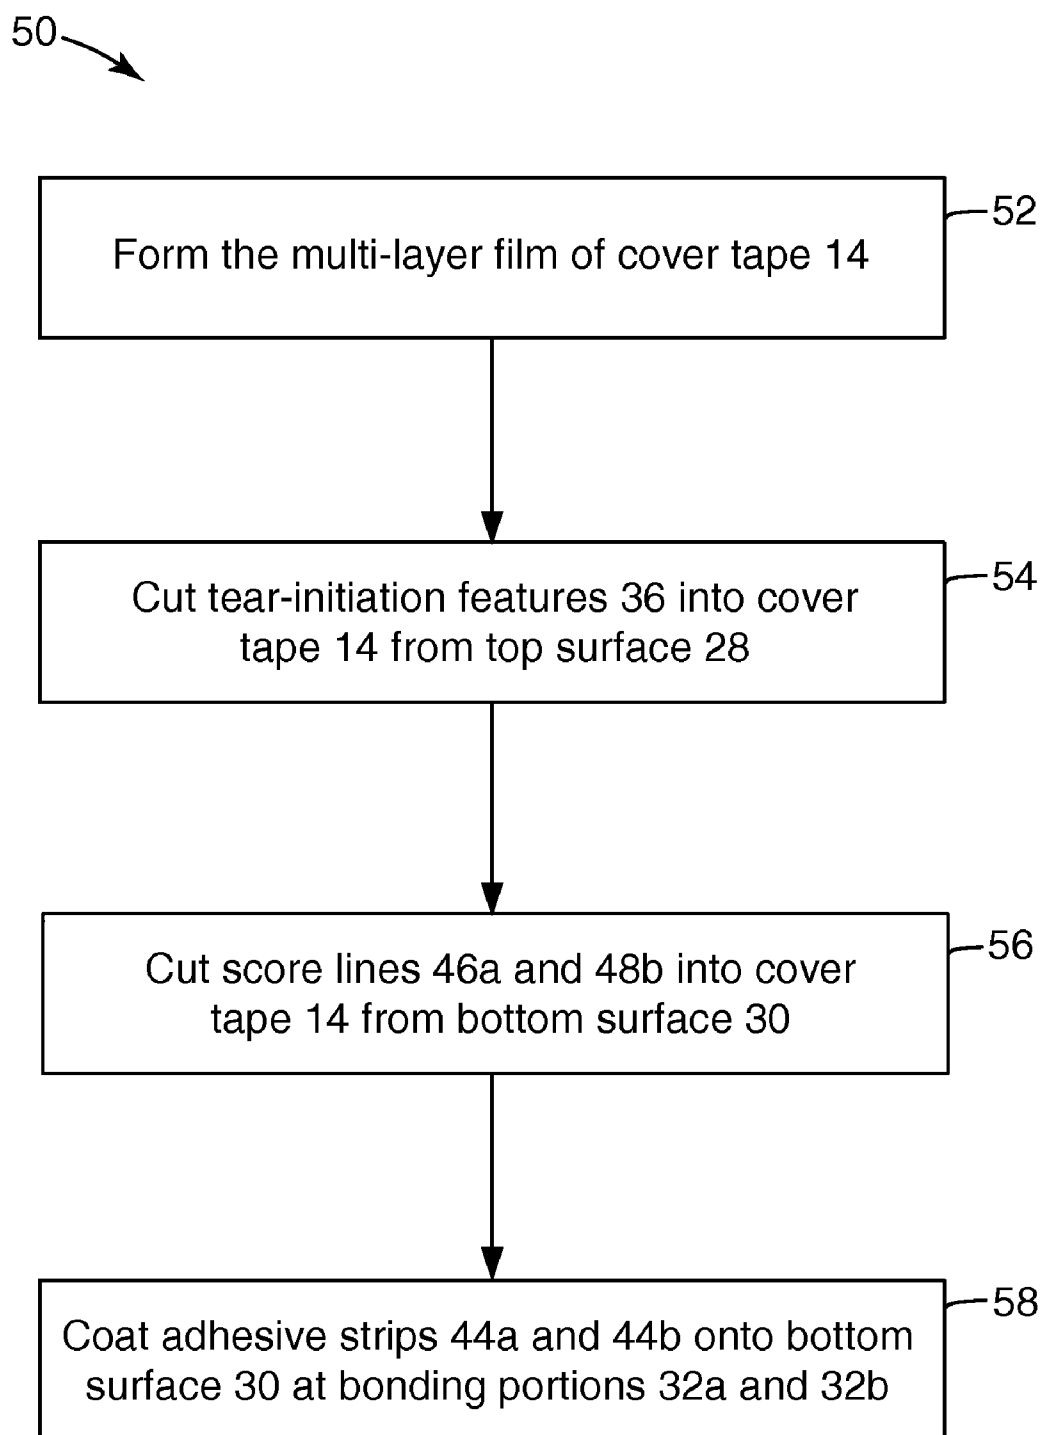 50
52
Form the multi-layer film of cover tape 14
54
Cut tear-initiation features 36 into cover
tape 14 from top surface 28
56
Cut score lines 46a and 48b into cover
tape 14 from bottom surface 30
58
Coat adhesive strips 44a and 44b onto bottom
surface 30 at bonding portions 32a and 32b